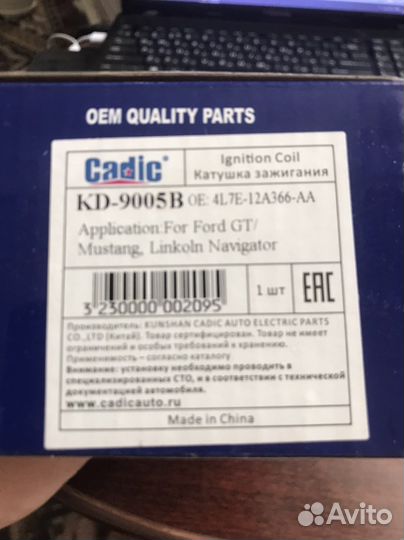 OEM QUALITY PARTS
Cadic®
Ignition Coil
Катушка зажигания
KD-9005B OE: 4L7E-12A366-AA
Application:For Ford GT/
Mustang, Linkoln Navigator
3 230000 002095
1 шт
EAC
Производитель: KUNSHAN CADIC AUTO ELECTRIC PARTS
CO.,LTD (Китай). Товар сертифицирован. Товар не имеет
ограничений и особых требований к хранению.
Применяемость – согласно каталогу
Внимание: установку необходимо проводить в
специализированных СТО, и в соответствии с технической
документацией автомобиля.
www.cadicauto.ru
Made in China
Avito